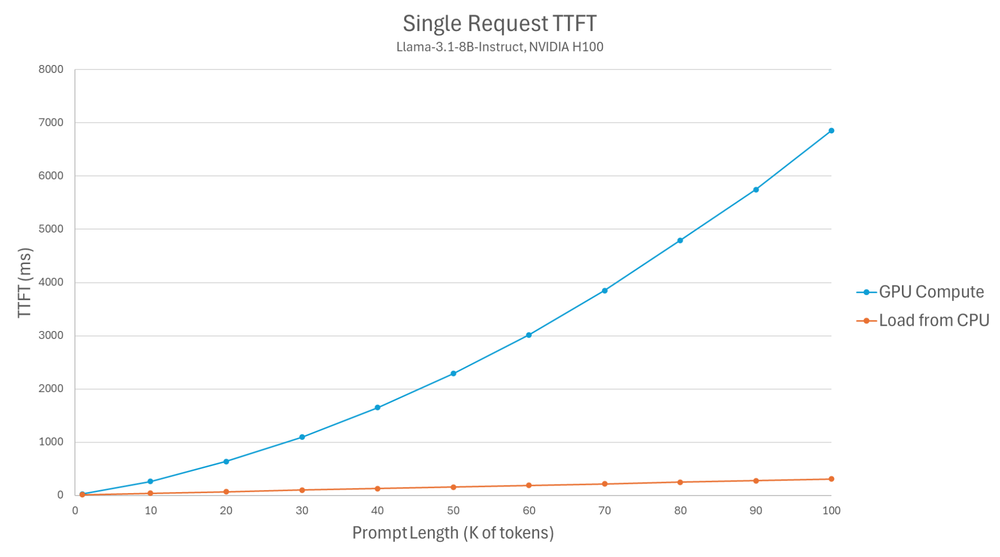 Single Request TTFT
Llama-3.1-8B-Instruct, NVIDIA H100
8000
7000
6000
5000
4000
3000
2000
1000
0
TTFT (ms)
0 10 20 30 40 50 60 70 80 90 100
Prompt Length (K of tokens)
GPU Compute
Load from CPU